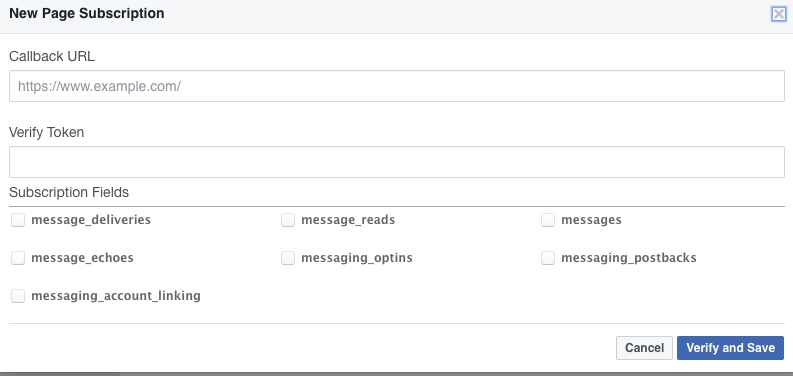 New Page Subscription
Callback URL
https://www.example.com/
Verify Token
Subscription Fields
message_deliveries message_reads messages
message_echoes messaging_optins messaging_postbacks
messaging_account_linking
Cancel Verify and Save